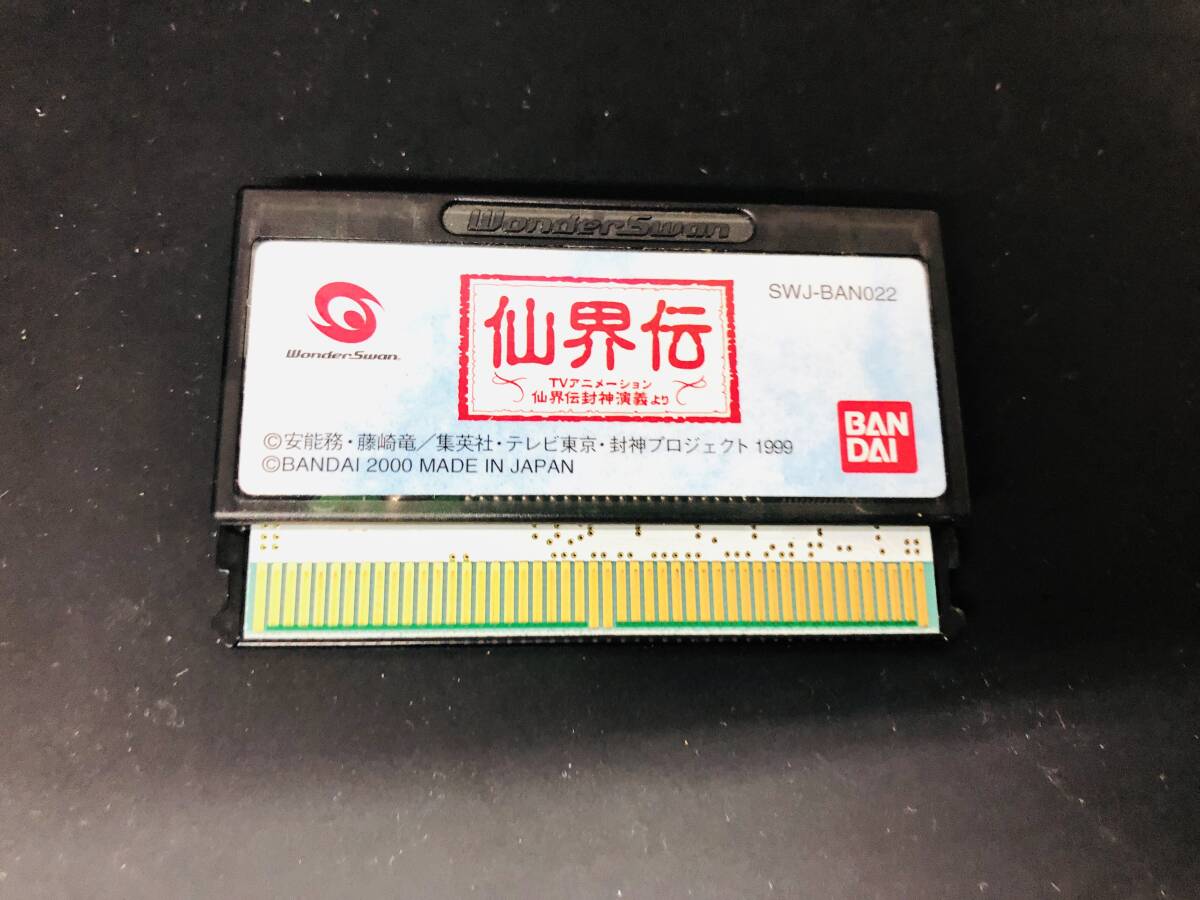 WonderSwan
WonderSwan
仙界伝
TVアニメーション
仙界伝封神演義より
SWJ-BAN022
BAN
DAI
©安能務・藤崎竜／集英社・テレビ東京・封神プロジェクト 1999
©BANDAI 2000 MADE IN JAPAN